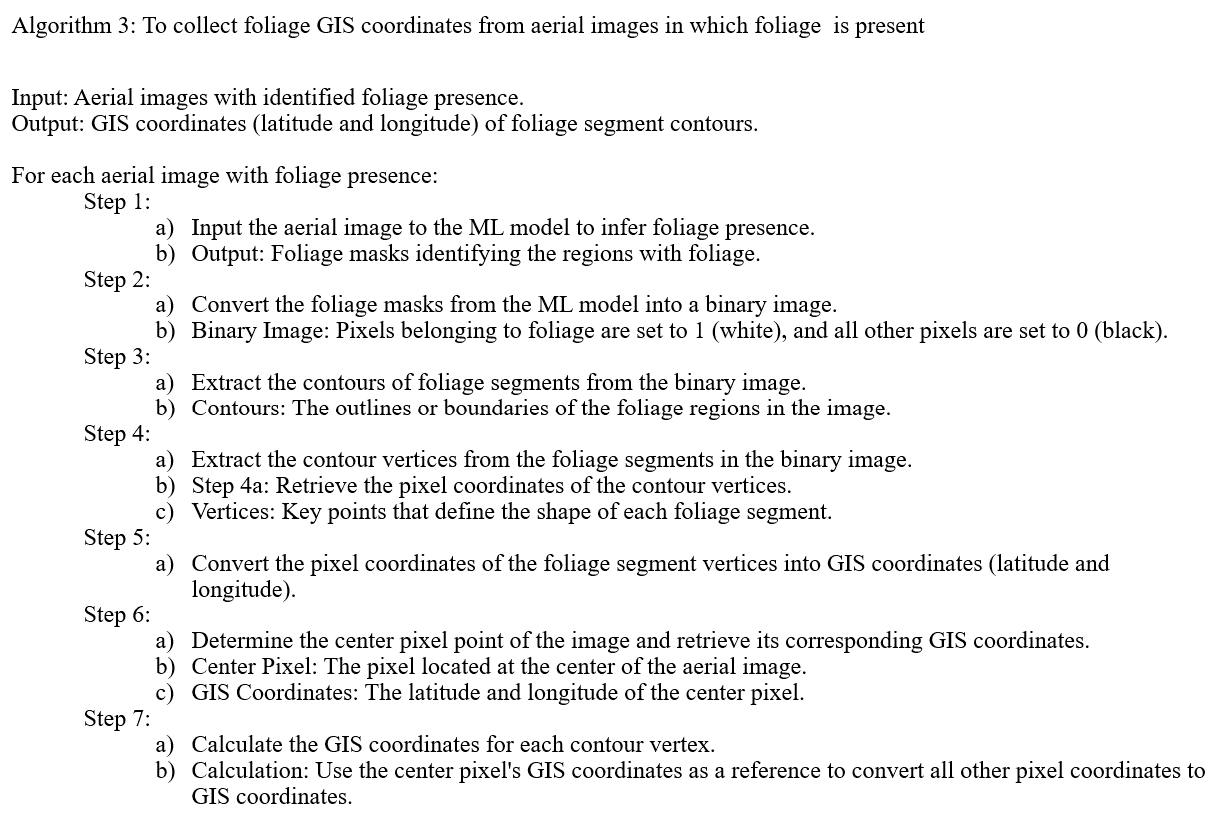 Algorithm 3: To collect foliage GIS coordinates from aerial images in which foliage  is present
Input: Aerial images with identified foliage presence.
Output: GIS coordinates (latitude and longitude) of foliage segment contours.
For each aerial image with foliage presence:
Step 1:
a) Input the aerial image to the ML model to infer foliage presence.
b) Output: Foliage masks identifying the regions with foliage.
Step 2:
a) Convert the foliage masks from the ML model into a binary image.
b) Binary Image: Pixels belonging to foliage are set to 1 (white), and all other pixels are set to 0 (black).
Step 3:
a) Extract the contours of foliage segments from the binary image.
b) Contours: The outlines or boundaries of the foliage regions in the image.
Step 4:
a) Extract the contour vertices from the foliage segments in the binary image.
b) Step 4a: Retrieve the pixel coordinates of the contour vertices.
c) Vertices: Key points that define the shape of each foliage segment.
Step 5:
a) Convert the pixel coordinates of the foliage segment vertices into GIS coordinates (latitude and
longitude).
Step 6:
a) Determine the center pixel point of the image and retrieve its corresponding GIS coordinates.
b) Center Pixel: The pixel located at the center of the aerial image.
c) GIS Coordinates: The latitude and longitude of the center pixel.
Step 7:
a) Calculate the GIS coordinates for each contour vertex.
b) Calculation: Use the center pixel's GIS coordinates as a reference to convert all other pixel coordinates to
GIS coordinates.